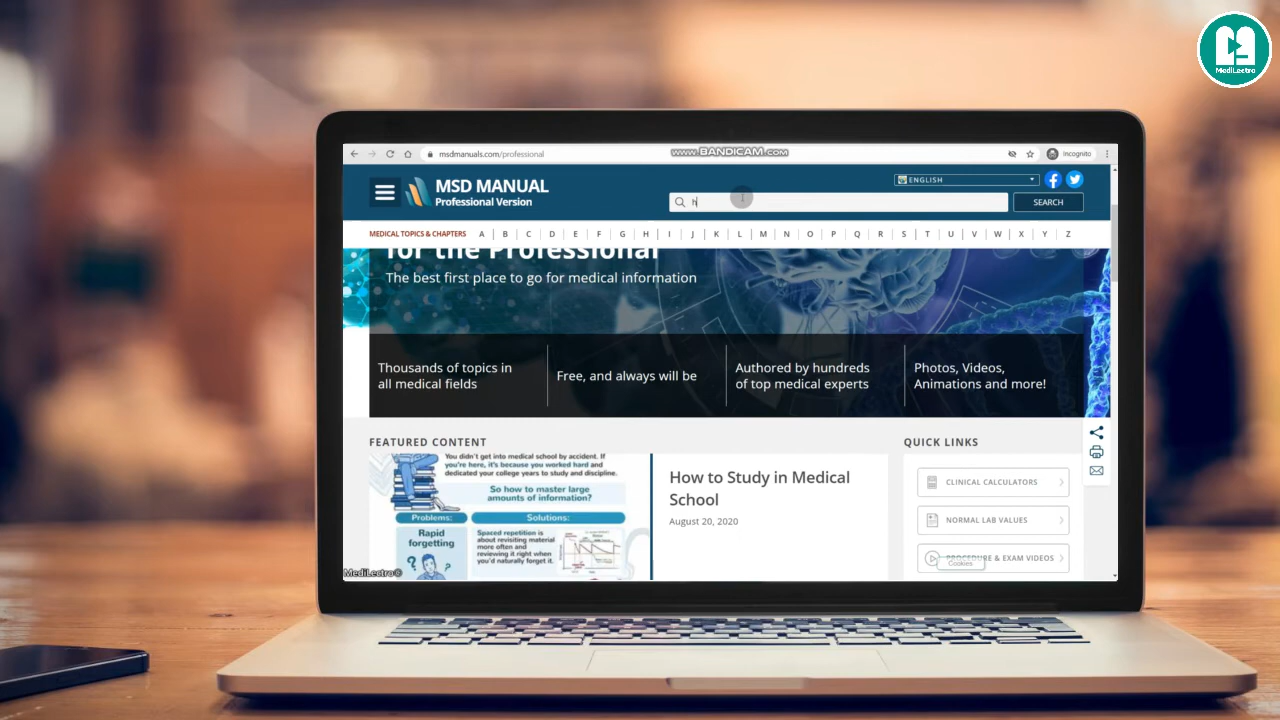 MediLectro
msdmanuals.com/professional
WWW.BANDICAM.COM
Incognito
MSD MANUAL
Professional Version
ENGLISH
h
SEARCH
MEDICAL TOPICS & CHAPTERS A B C D E F G H I J K L M N O P Q R S T U V W X Y Z
for the Professional
The best first place to go for medical information
Thousands of topics in
all medical fields
Free, and always will be
Authored by hundreds
of top medical experts
Photos, Videos,
Animations and more!
FEATURED CONTENT
You didn't get into medical school by accident. If
you're here, it's because you worked hard and
dedicated your college years to study and discipline.
So how to master large
amounts of information?
Problems:
Solutions:
Rapid
forgetting
Spaced repetition is
about revisiting material
more often and
reviewing it right when
you'd naturally forget it.
How to Study in Medical
School
August 20, 2020
QUICK LINKS
CLINICAL CALCULATORS
NORMAL LAB VALUES
PROCEDURE & EXAM VIDEOS
Cookies
MediLectro©